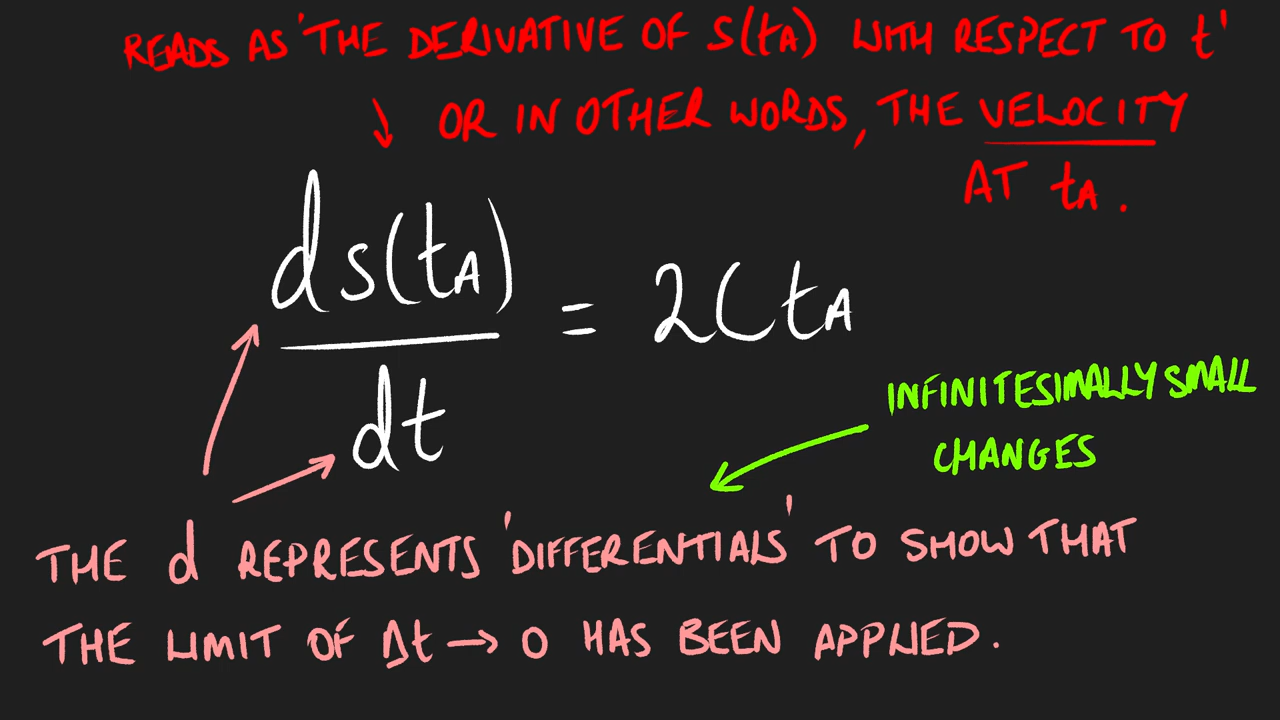 READS AS 'THE DERIVATIVE OF S(tA) WITH RESPECT TO t'
↓ OR IN OTHER WORDS, THE VELOCITY
AT tA.
ds(tA)/dt = 2CtA
INFINITESIMALLY SMALL
CHANGES
THE d REPRESENTS 'DIFFERENTIALS' TO SHOW THAT
THE LIMIT OF Δt → 0 HAS BEEN APPLIED.